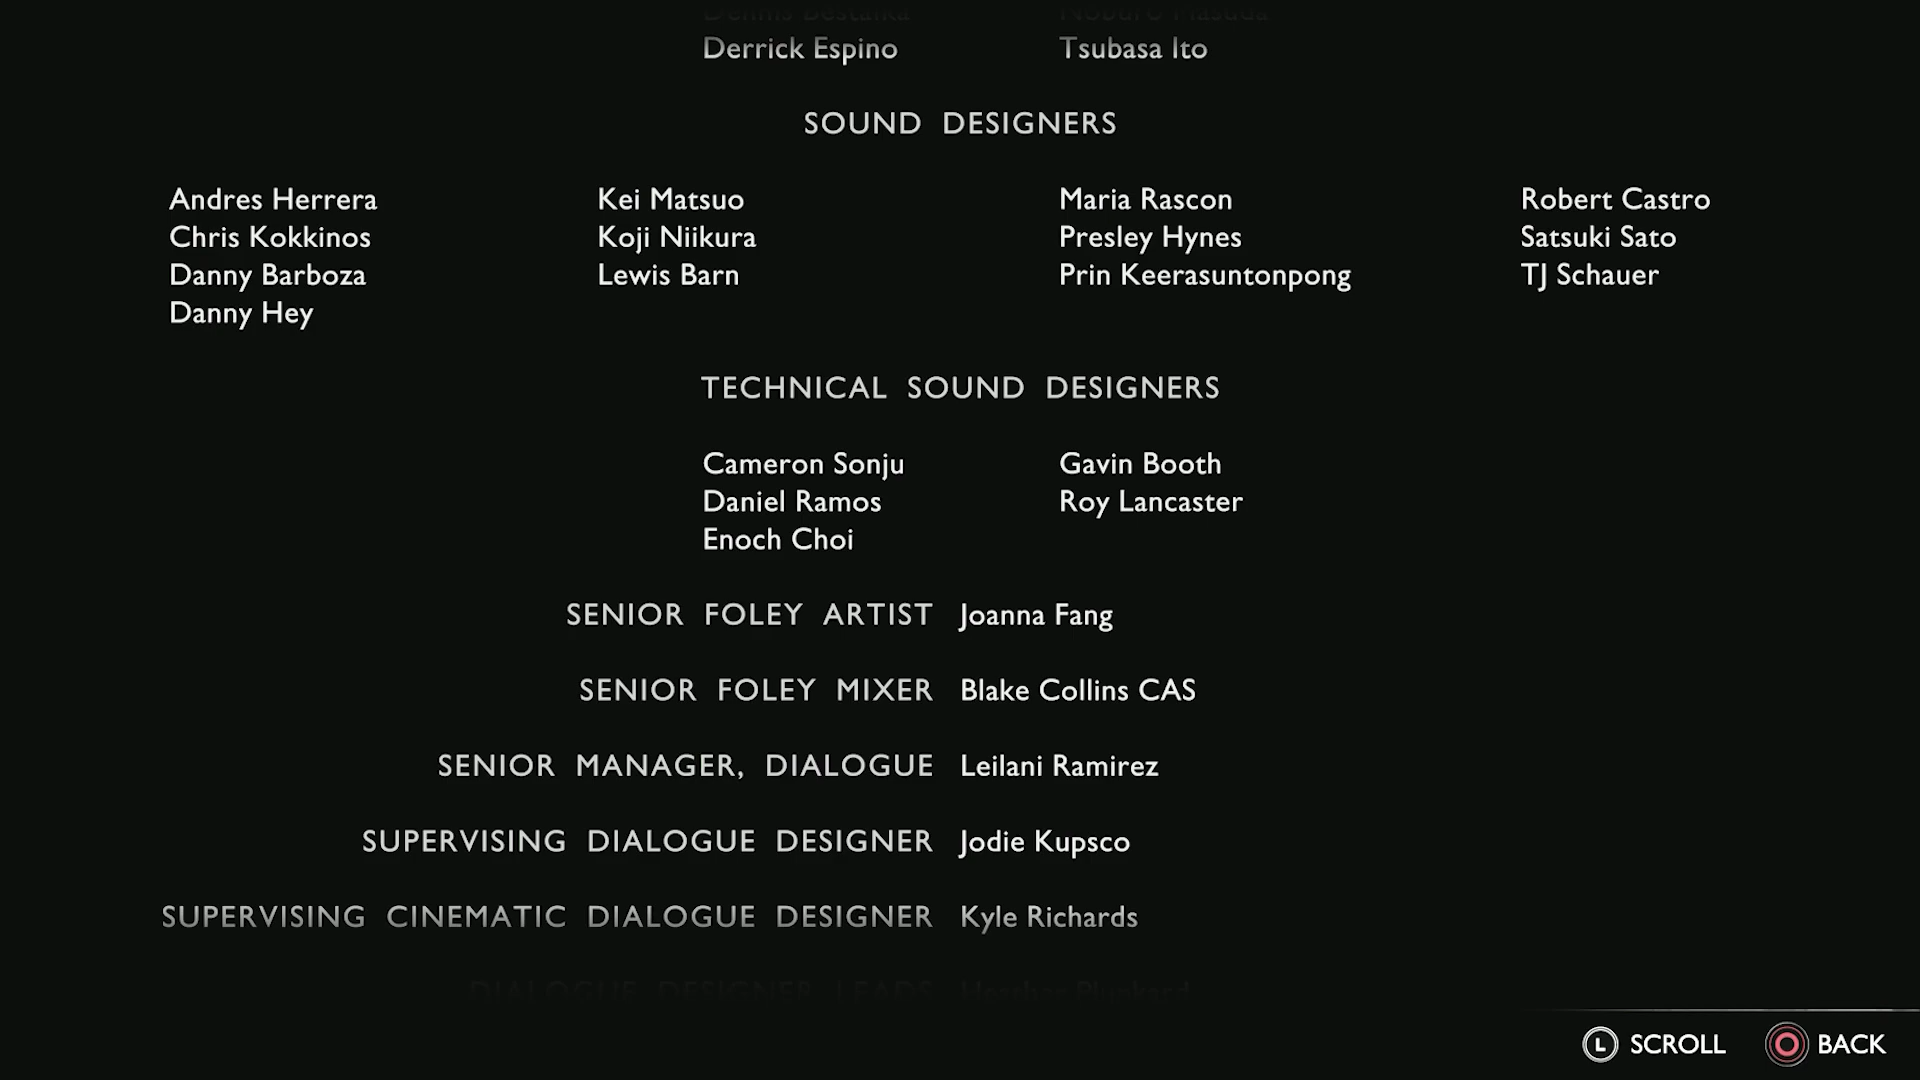 Derrick Espino Tsubasa Ito
SOUND DESIGNERS
Andres Herrera Kei Matsuo Maria Rascon Robert Castro
Chris Kokkinos Koji Niikura Presley Hynes Satsuki Sato
Danny Barboza Lewis Barn Prin Keerasuntonpong TJ Schauer
Danny Hey
TECHNICAL SOUND DESIGNERS
Cameron Sonju Gavin Booth
Daniel Ramos Roy Lancaster
Enoch Choi
SENIOR FOLEY ARTIST Joanna Fang
SENIOR FOLEY MIXER Blake Collins CAS
SENIOR MANAGER, DIALOGUE Leilani Ramirez
SUPERVISING DIALOGUE DESIGNER Jodie Kupsco
SUPERVISING CINEMATIC DIALOGUE DESIGNER Kyle Richards
DIALOGUE DESIGNER LEADS
L SCROLL BACK